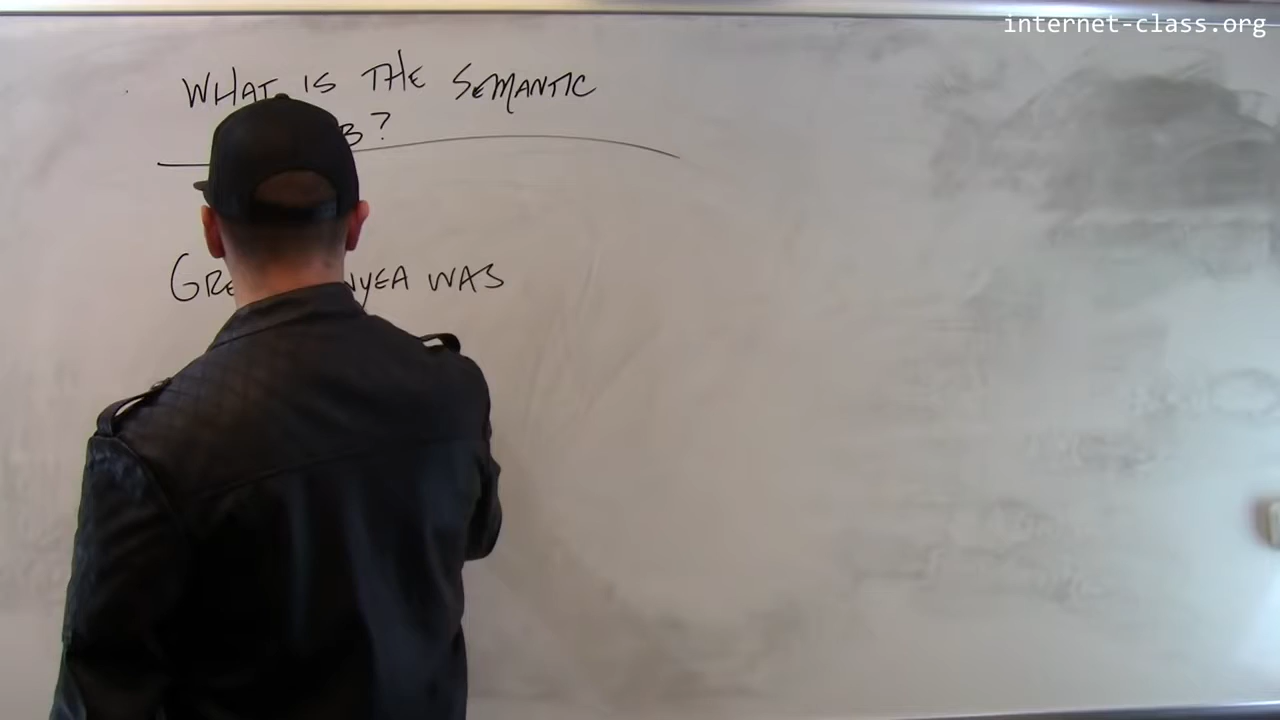 internet-class.org
WHAT IS THE SEMANTIC
?
WAS